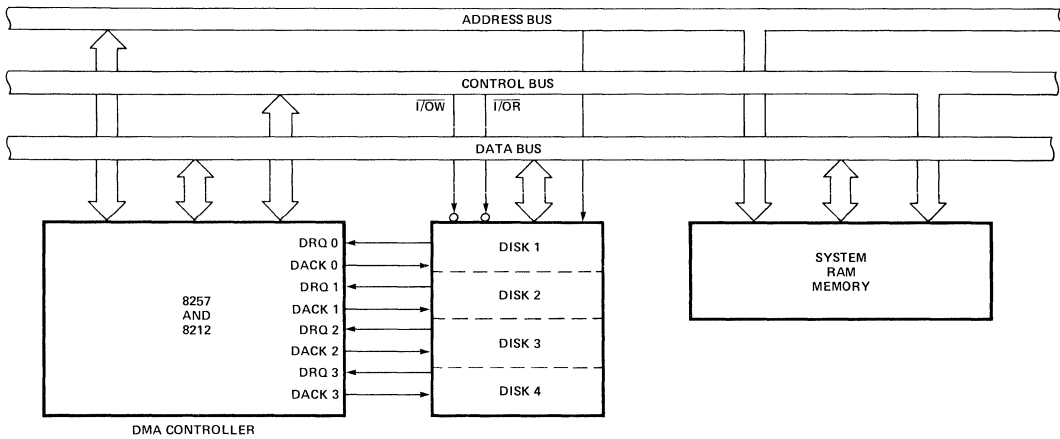 ADDRESS BUS
CONTROL BUS
I/OW
I/OR
DATA BUS
DRQ 0
DACK 0
DRQ 1
DACK 1
DRQ 2
DACK 2
DRQ 3
DACK 3
8257
AND
8212
DMA CONTROLLER
DISK 1
DISK 2
DISK 3
DISK 4
SYSTEM
RAM
MEMORY